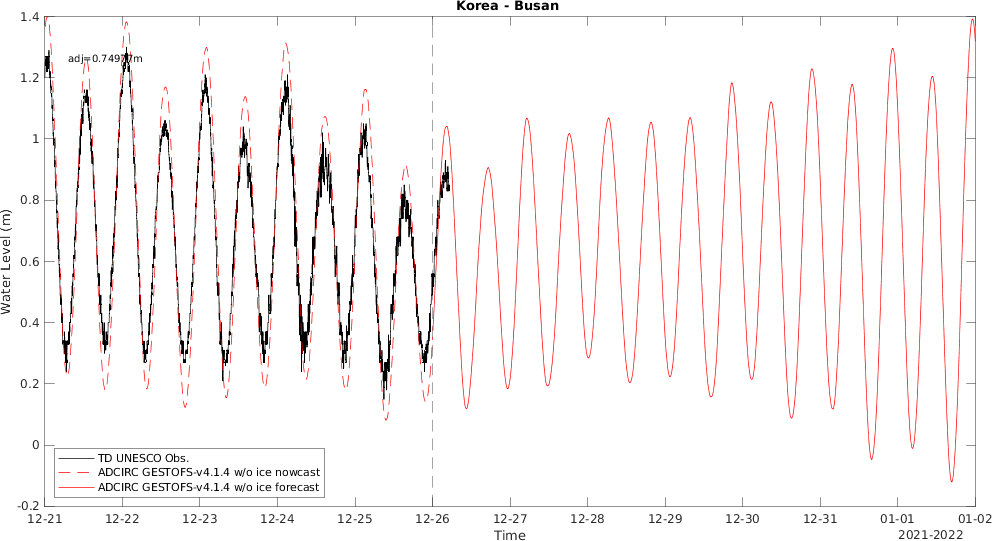 Korea - Busan
1.4
1.2
1
0.8
0.6
0.4
0.2
0
-0.2
Water Level (m)
TD UNESCO Obs.
ADCIRC GESTOFS-v4.1.4 w/o ice nowcast
ADCIRC GESTOFS-v4.1.4 w/o ice forecast
12-21 12-22 12-23 12-24 12-25 12-26 12-27 12-28 12-29 12-30 12-31 01-01 01-02
Time
2021-2022